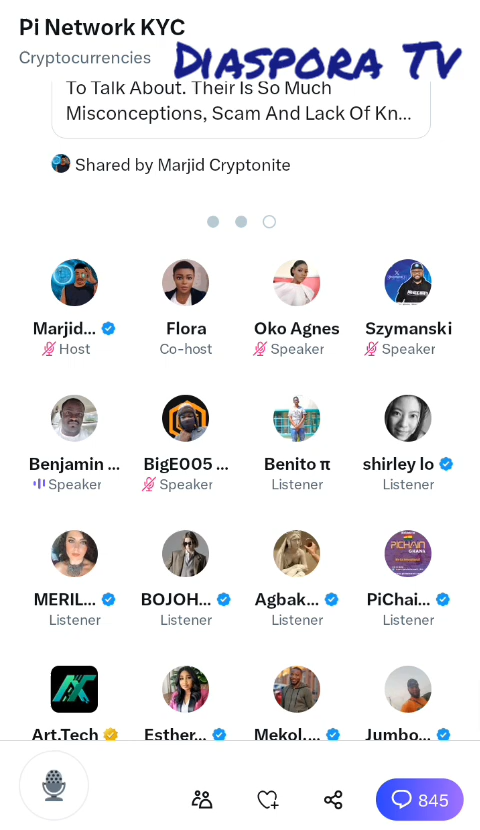 Pi Network KYC
Cryptocurrencies
Diaspora TV
To Talk About. Their Is So Much
Misconceptions, Scam And Lack Of Kn...
Shared by Marjid Cryptonite
Marjid... Flora Oko Agnes Szymanski
Host Co-host Speaker Speaker
Benjamin ... BigE005 ... Benito π shirley lo
Speaker Speaker Listener Listener
MERIL... BOJOH... Agbak... PiChai...
Listener Listener Listener Listener
Art.Tech Esther... Mekol.... Jumbo...
845